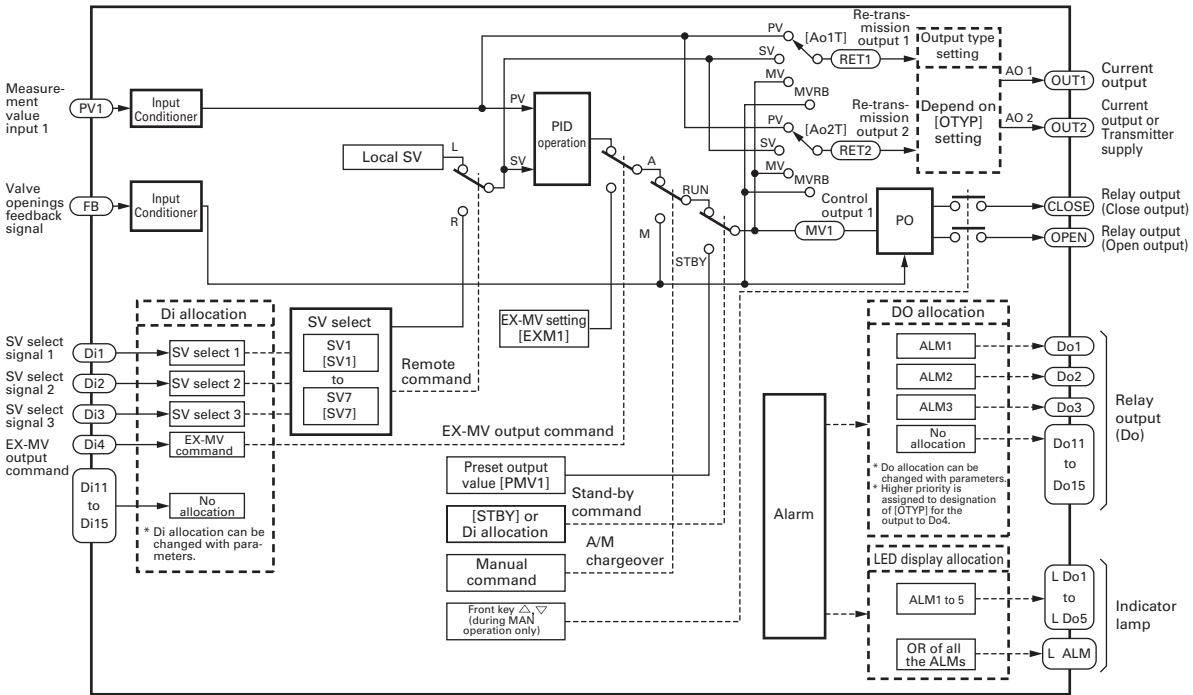 Measure-
ment
value
input 1
PV1
Input
Conditioner
Valve
openings
feedback
signal
FB
Input
Conditioner
Local SV
L
R
PV
SV
PID
operation
A
M
RUN
STBY
PV
SV
MV
MVRB
[Ao1T]
Re-trans-
mission
output 1
RET1
PV
SV
MV
MVRB
[Ao2T]
Re-trans-
mission
output 2
RET2
Output type
setting
Depend on
[OTYP]
setting
AO 1
AO 2
OUT1
Current
output
OUT2
Current
output or
Transmitter
supply
Control
output 1
MV1
PO
CLOSE
Relay output
(Close output)
OPEN
Relay output
(Open output)
SV select
signal 1
Di1
SV select
signal 2
Di2
SV select
signal 3
Di3
EX-MV
output
command
Di4
Di11
to
Di15
Di allocation
SV select 1
SV select 2
SV select 3
EX-MV
command
No
allocation
* Di allocation can be
changed with para-
meters.
SV select
SV1
[SV1]
to
SV7
[SV7]
Remote
command
EX-MV setting
[EXM1]
EX-MV output command
Preset output
value [PMV1]
Stand-by
command
[STBY] or
Di allocation
A/M
chargeover
Manual
command
Front key △,▽
(during MAN
operation only)
Alarm
DO allocation
ALM1
ALM2
ALM3
No
allocation
* Do allocation can be
changed with parameters.
* Higher priority is
assigned to designation
of [OTYP] for the
output to Do4.
Do1
Do2
Do3
Do11
to
Do15
Relay
output
(Do)
LED display allocation
ALM1 to 5
OR of all
the ALMs
L Do1
to
L Do5
L ALM
Indicator
lamp